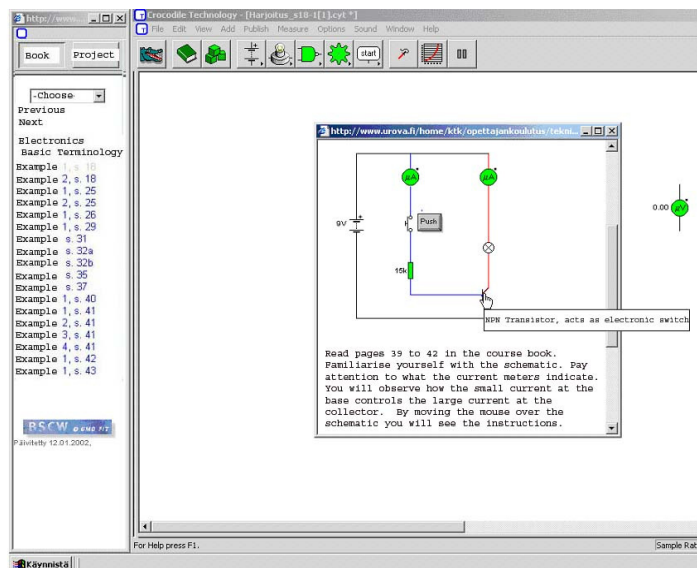 http://www.
Book Project
-Choose-
Previous
Next
Electronics
Basic Terminology
Example 1, s. 18
Example 2, s. 18
Example 1, s. 25
Example 2, s. 25
Example 1, s. 26
Example 1, s. 29
Example s. 31
Example s. 32a
Example s. 32b
Example s. 35
Example s. 37
Example 1, s. 40
Example 1, s. 41
Example 2, s. 41
Example 3, s. 41
Example 4, s. 41
Example 1, s. 42
Example 1, s. 43
BSCW @ GMD FIT
Päivitetty 12.01.2002,
Crocodile Technology - [Harjoitus_s18-1[1].cyt *]
File Edit View Add Publish Measure Options Sound Window Help
start
http://www.urova.fi/home/ktk/opettajankoulutus/tekni...
µA µA
9V
Push
15k
NPN Transistor, acts as electronic switch
Read pages 39 to 42 in the course book.
Familiarise yourself with the schematic. Pay
attention to what the current meters indicate.
You will observe how the small current at the
base controls the large current at the
collector. By moving the mouse over the
schematic you will see the instructions.
0.00 µV
For Help press F1.
Sample Rat
Käynnistä